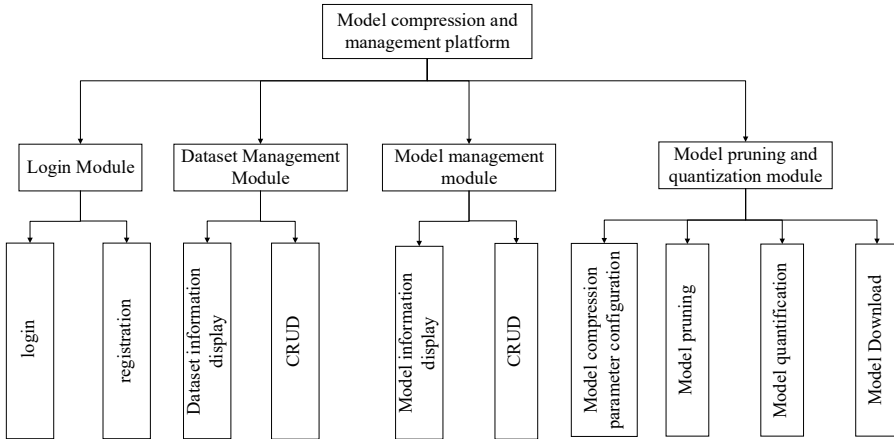 Model compression and
management platform
Login Module
Dataset Management
Module
Model management
module
Model pruning and
quantization module
login
registration
Dataset information
display
CRUD
Model information
display
CRUD
Model compression
parameter configuration
Model pruning
Model quantification
Model Download